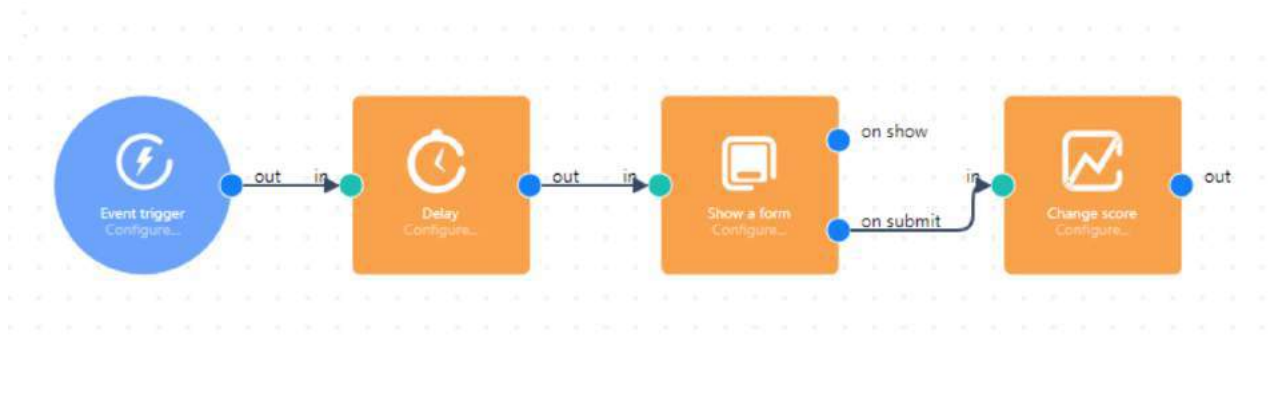 Event trigger
Configure...
out
in
Delay
Configure...
out
in
Show a form
Configure...
on show
on submit
in
Change score
Configure...
out